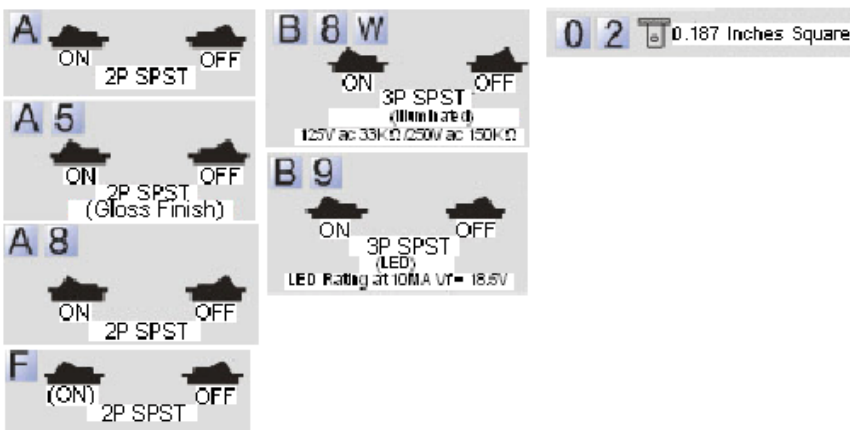 A
ON OFF
2P SPST
A 5
ON OFF
2P SPST
(Gloss Finish)
A 8
ON OFF
2P SPST
F
(ON) OFF
2P SPST
B 8 W
ON OFF
3P SPST
(Illuminated)
125V ac 33KΩ/250V ac 150KΩ
B 9
ON OFF
3P SPST
(LED)
LED Rating at 10MA Vf= 18.5V
0 2 0.187 Inches Square